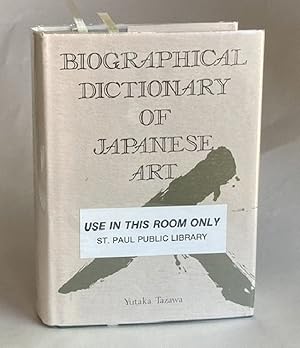 BIOGRAPHICAL
DICTIONARY
OF
JAPANESE
ART
USE IN THIS ROOM ONLY
ST. PAUL PUBLIC LIBRARY
Yutaka Tazawa